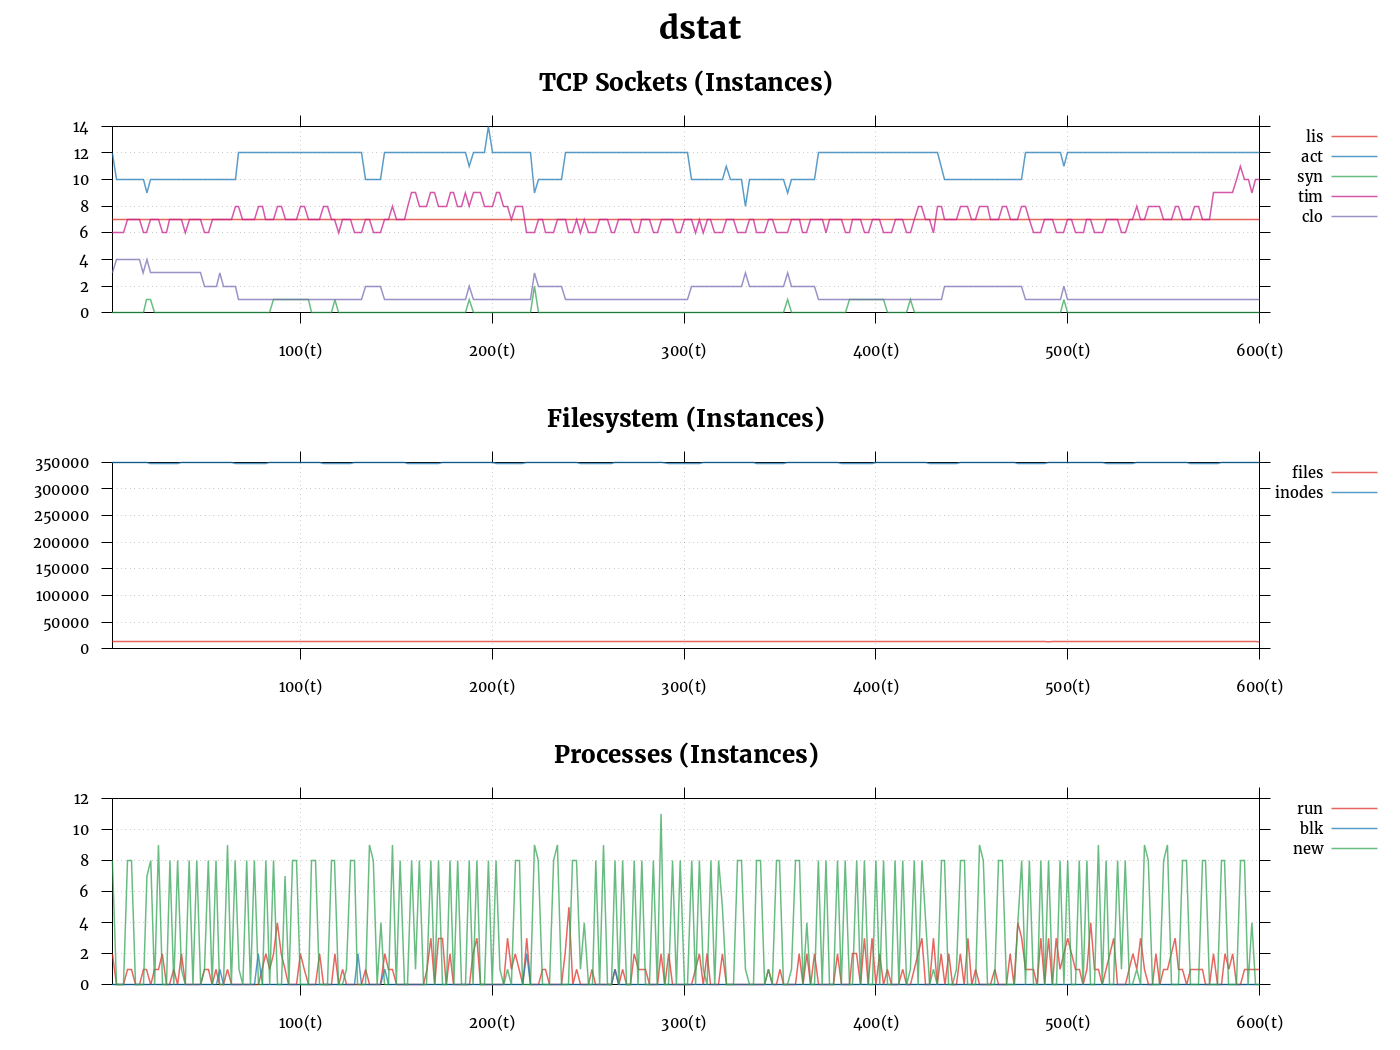 dstat
TCP Sockets (Instances)
14
12
10
8
6
4
2
0
100(t) 200(t) 300(t) 400(t) 500(t) 600(t)
lis
act
syn
tim
clo
Filesystem (Instances)
350000
300000
250000
200000
150000
100000
50000
0
100(t) 200(t) 300(t) 400(t) 500(t) 600(t)
files
inodes
Processes (Instances)
12
10
8
6
4
2
0
100(t) 200(t) 300(t) 400(t) 500(t) 600(t)
run
blk
new